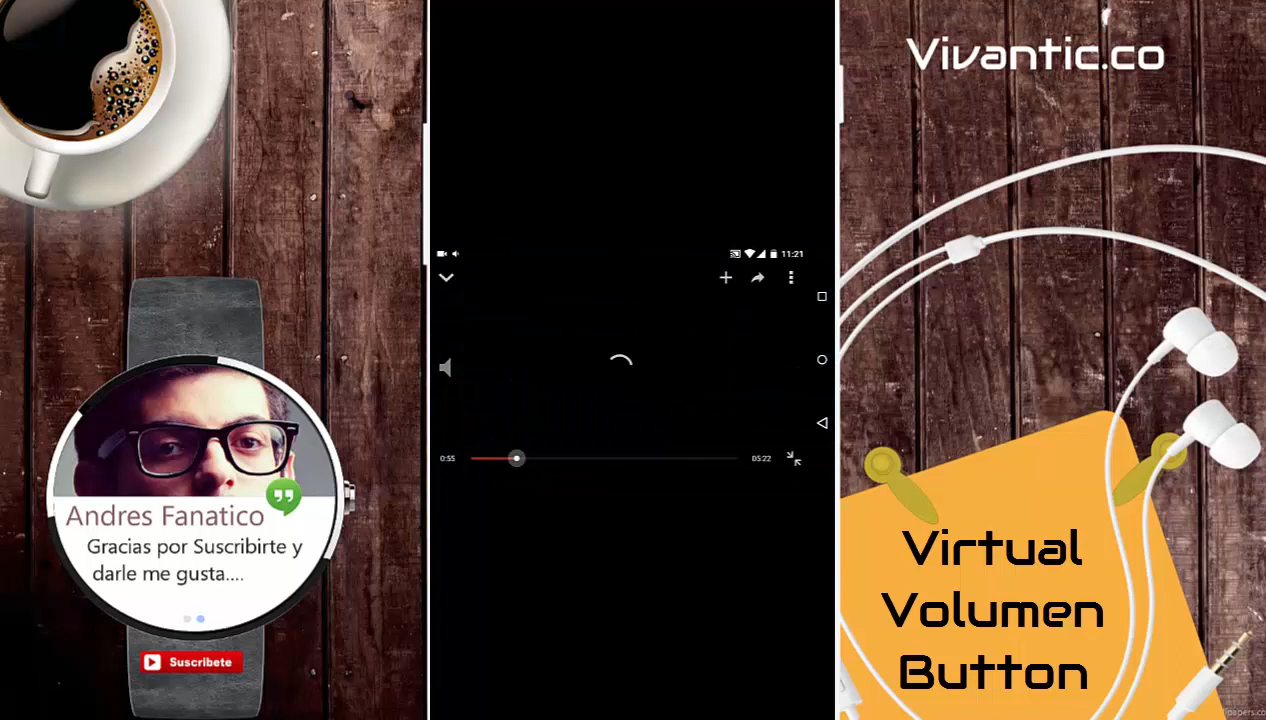 Andres Fanatico
Gracias por Suscribirte y
darle me gusta....
Suscribete
11:21
0:55
05:22
Vivantic.co
Virtual
Volumen
Button